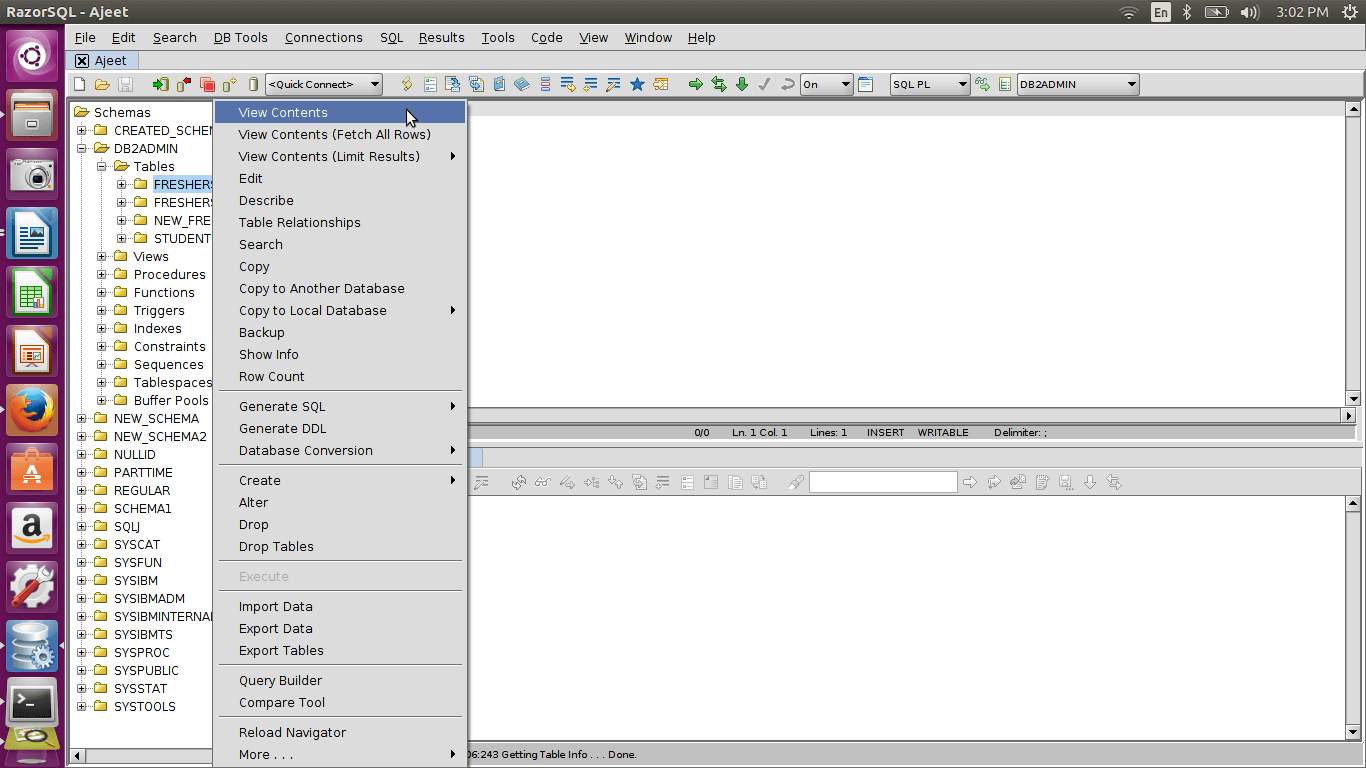 RazorSQL - Ajeet
En
3:02 PM
File Edit Search DB Tools Connections SQL Results Tools Code View Window Help
Ajeet
<Quick Connect>
On
SQL PL
DB2ADMIN
Schemas
DB2ADMIN
Tables
Views
Procedures
Functions
Triggers
Indexes
Constraints
Sequences
Tablespaces
Buffer Pools
NEW_SCHEMA
NEW_SCHEMA2
NULLID
PARTTIME
REGULAR
SCHEMA1
SQLJ
SYSCAT
SYSFUN
SYSIBM
SYSIBMADM
SYSIBMINTERNAL
SYSIBMTS
SYSPROC
SYSPUBLIC
SYSSTAT
SYSTOOLS
CREATED_SCHEM
FRESHERS
FRESHERS
NEW_FRE
STUDENT
View Contents
View Contents (Fetch All Rows)
View Contents (Limit Results)
Edit
Describe
Table Relationships
Search
Copy
Copy to Another Database
Copy to Local Database
Backup
Show Info
Row Count
Generate SQL
Generate DDL
Database Conversion
Create
Alter
Drop
Drop Tables
Execute
Import Data
Export Data
Export Tables
Query Builder
Compare Tool
Reload Navigator
More . . .
0/0 Ln. 1 Col. 1 Lines: 1 INSERT WRITABLE Delimiter: ;
06:243 Getting Table Info . . . Done.